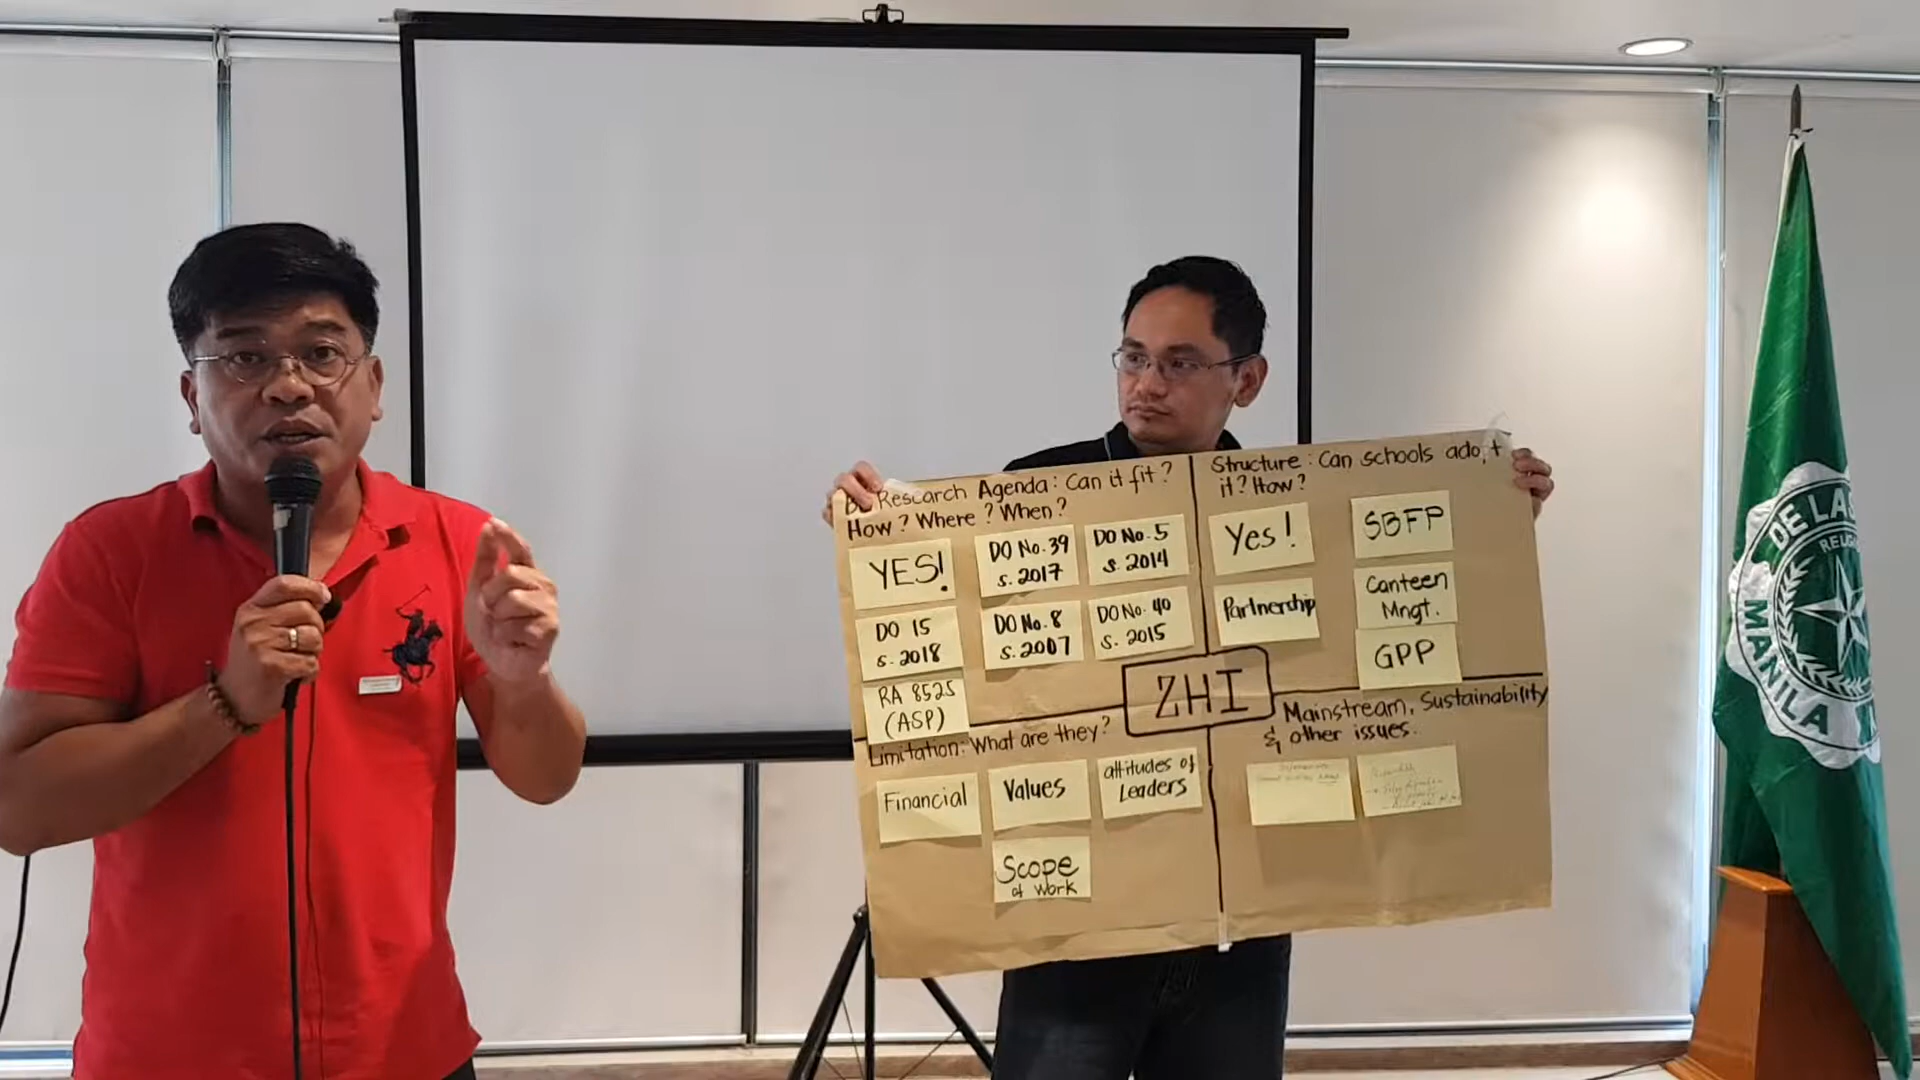 Research Agenda: Can it fit?
How? Where? When?
YES!
DO No. 39
s. 2017
DO No. 5
s. 2014
DO 15
s. 2018
DO No. 8
s. 2007
DO No. 40
s. 2015
RA 8525
(ASP)
Structure: Can schools
it? How?
Yes!
SBFP
Partnership
Canteen
Mngt.
GPP
ZHI
Limitation: What are they?
Financial
Values
attitudes of
Leaders
Scope
of Work
Mainstream, Sustainability
& other issues.
DE LA
MANILA